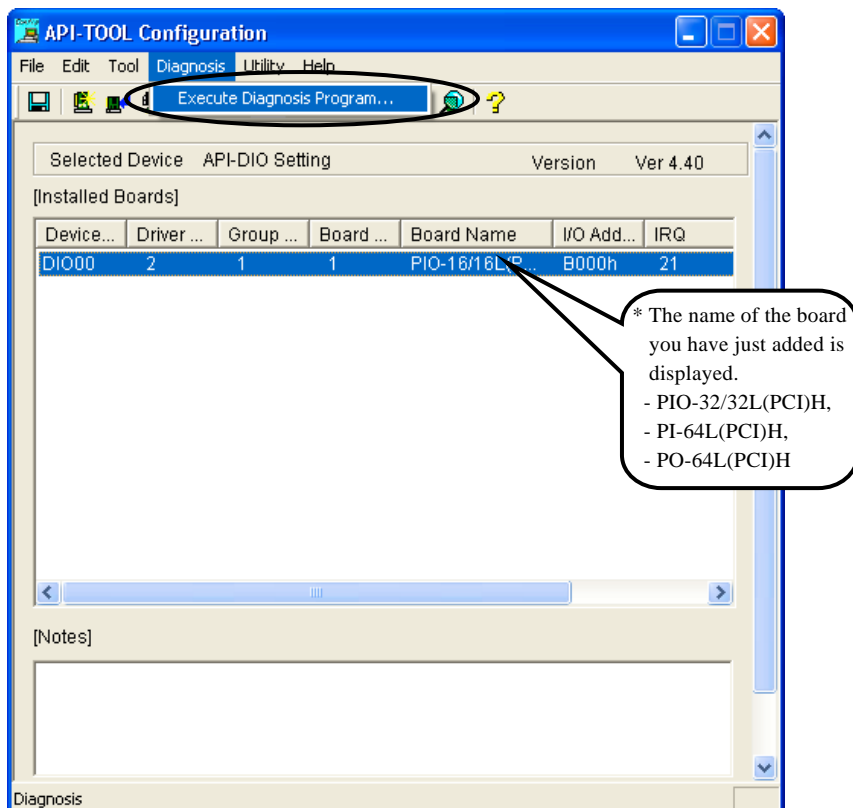 API-TOOL Configuration
File Edit Tool Diagnosis Utility Help
Execute Diagnosis Program...
Selected Device API-DIO Setting Version Ver 4.40
[Installed Boards]
Device... Driver ... Group ... Board ... Board Name I/O Add... IRQ
DIO00 2 1 1 PIO-16/16L(P... B000h 21
* The name of the board
you have just added is
displayed.
- PIO-32/32L(PCI)H,
- PI-64L(PCI)H,
- PO-64L(PCI)H
[Notes]
Diagnosis